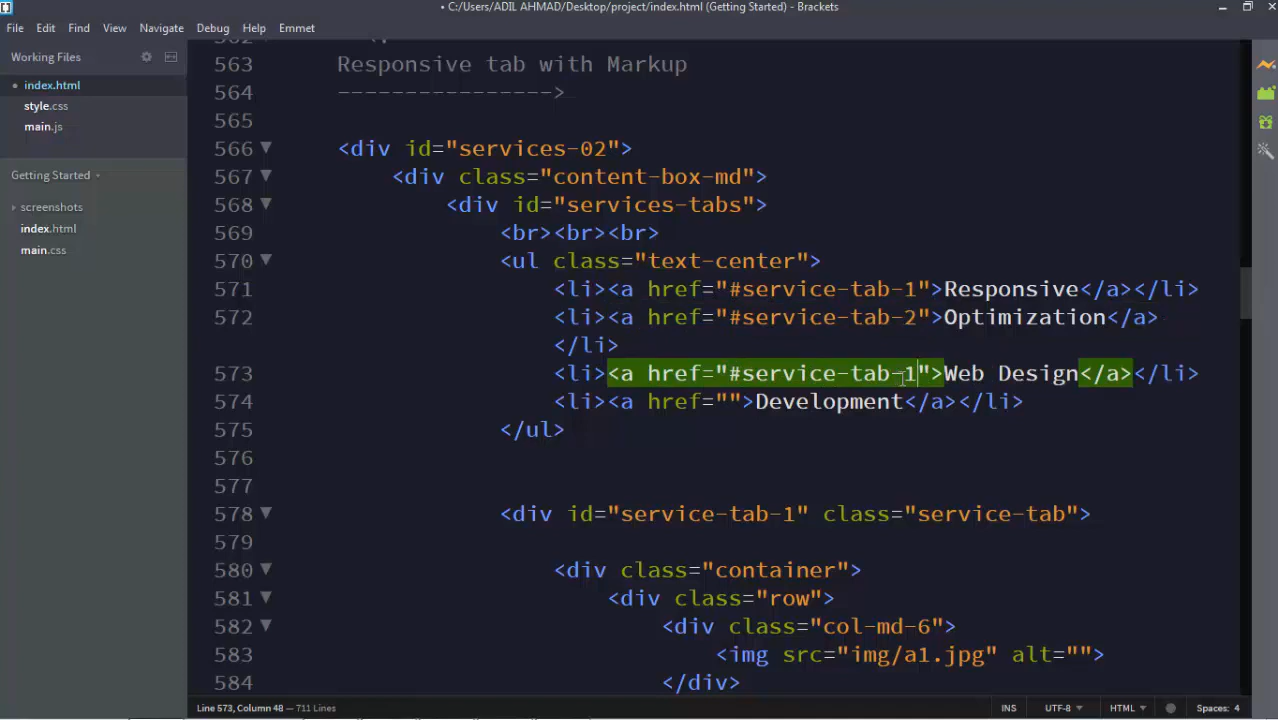 • C:/Users/ADIL AHMAD/Desktop/project/index.html (Getting Started) - Brackets
File Edit Find View Navigate Debug Help Emmet
Working Files
• index.html
style.css
main.js
Getting Started
screenshots
index.html
main.css
563 Responsive tab with Markup
564 ---------------->
565
566 <div id="services-02">
567 <div class="content-box-md">
568 <div id="services-tabs">
569 <br><br><br>
570 <ul class="text-center">
571 <li><a href="#service-tab-1">Responsive</a></li>
572 <li><a href="#service-tab-2">Optimization</a>
</li>
573 <li><a href="#service-tab-1">Web Design</a></li>
574 <li><a href="">Development</a></li>
575 </ul>
576
577
578 <div id="service-tab-1" class="service-tab">
579
580 <div class="container">
581 <div class="row">
582 <div class="col-md-6">
583 <img src="img/a1.jpg" alt="">
584 </div>
Line 573, Column 48 — 711 Lines
INS UTF-8 HTML Spaces: 4